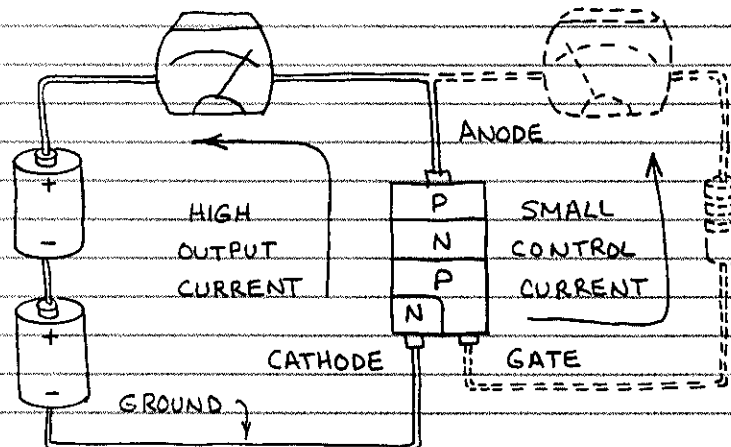 ANODE
+
-
HIGH
OUTPUT
CURRENT
P
N
P
N
SMALL
CONTROL
CURRENT
+
-
CATHODE
GATE
GROUND